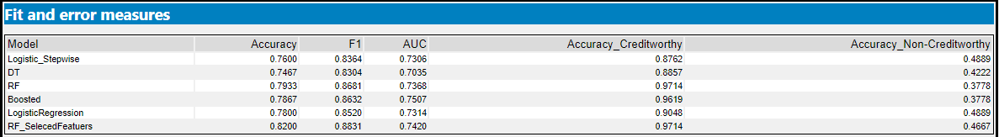 Fit and error measures
Model Accuracy F1 AUC Accuracy_Creditworthy Accuracy_Non-Creditworthy
Logistic_Stepwise 0.7600 0.8364 0.7306 0.8762 0.4889
DT 0.7467 0.8304 0.7035 0.8857 0.4222
RF 0.7933 0.8681 0.7368 0.9714 0.3778
Boosted 0.7867 0.8632 0.7507 0.9619 0.3778
LogisticRegression 0.7800 0.8520 0.7314 0.9048 0.4889
RF_SelecedFeatuers 0.8200 0.8831 0.7420 0.9714 0.4667